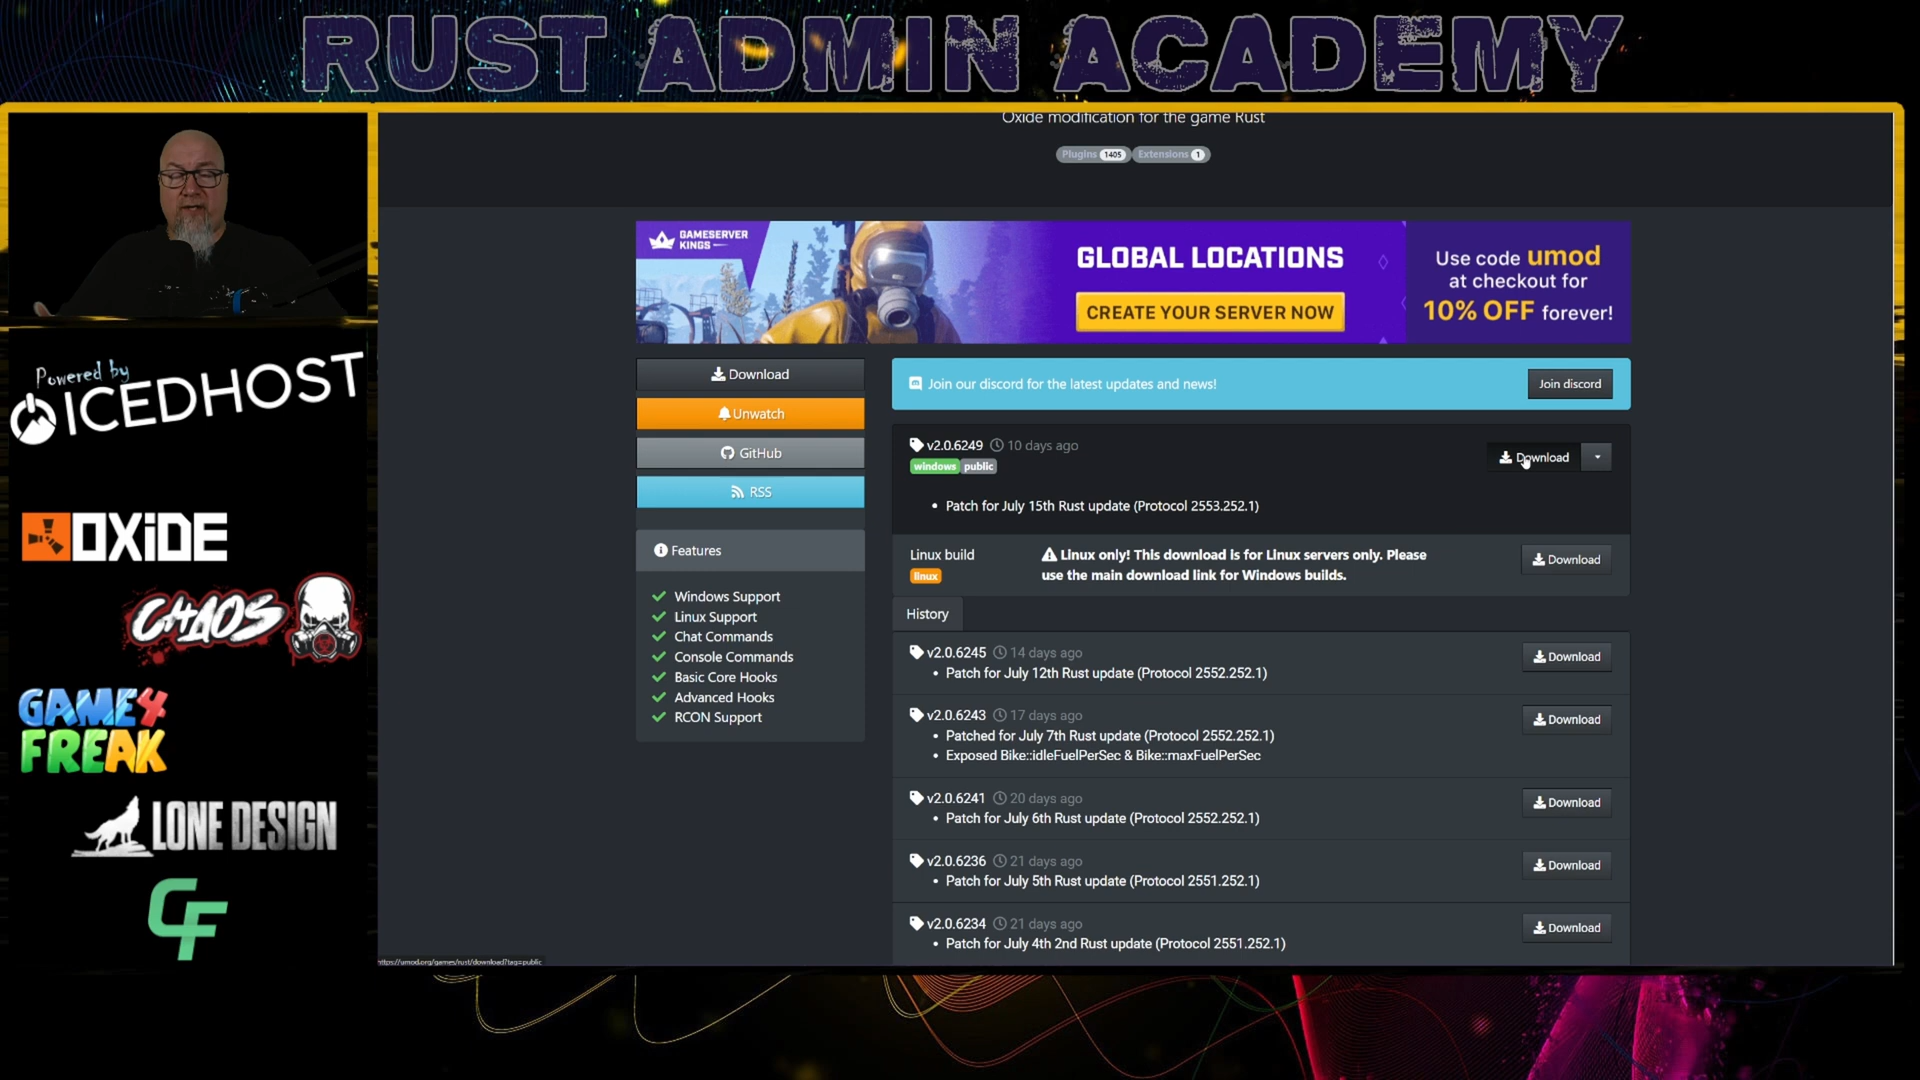 RUST ADMIN ACADEMY
Oxide modification for the game Rust
Plugins 1405 Extensions 1
GAMESERVER
KINGS
GLOBAL LOCATIONS
CREATE YOUR SERVER NOW
Use code umod
at checkout for
10% OFF forever!
Powered by
ICEDHOST
OXIDE
CHAOS
GAME4
FREAK
LONE DESIGN
CF
Download
Unwatch
GitHub
RSS
Features
Windows Support
Linux Support
Chat Commands
Console Commands
Basic Core Hooks
Advanced Hooks
RCON Support
Join our discord for the latest updates and news!
Join discord
v2.0.6249 10 days ago
windows public
Download
• Patch for July 15th Rust update (Protocol 2553.252.1)
Linux build
linux
Linux only! This download is for Linux servers only. Please
use the main download link for Windows builds.
Download
History
v2.0.6245 14 days ago
• Patch for July 12th Rust update (Protocol 2552.252.1)
Download
v2.0.6243 17 days ago
• Patched for July 7th Rust update (Protocol 2552.252.1)
• Exposed Bike::idleFuelPerSec & Bike::maxFuelPerSec
Download
v2.0.6241 20 days ago
• Patch for July 6th Rust update (Protocol 2552.252.1)
Download
v2.0.6236 21 days ago
• Patch for July 5th Rust update (Protocol 2551.252.1)
Download
v2.0.6234 21 days ago
• Patch for July 4th 2nd Rust update (Protocol 2551.252.1)
Download
https://umod.org/games/rust/download?tag=public